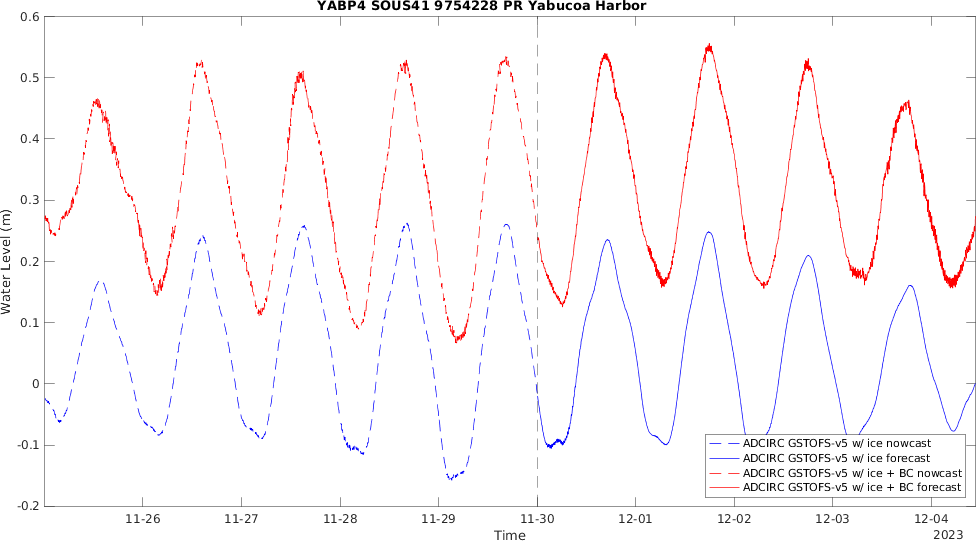 YABP4 SOUS41 9754228 PR Yabucoa Harbor
0.6
0.5
0.4
0.3
0.2
0.1
0
-0.1
-0.2
Water Level (m)
11-26 11-27 11-28 11-29 11-30 12-01 12-02 12-03 12-04
2023
Time
ADCIRC GSTOFS-v5 w/ ice nowcast
ADCIRC GSTOFS-v5 w/ ice forecast
ADCIRC GSTOFS-v5 w/ ice + BC nowcast
ADCIRC GSTOFS-v5 w/ ice + BC forecast